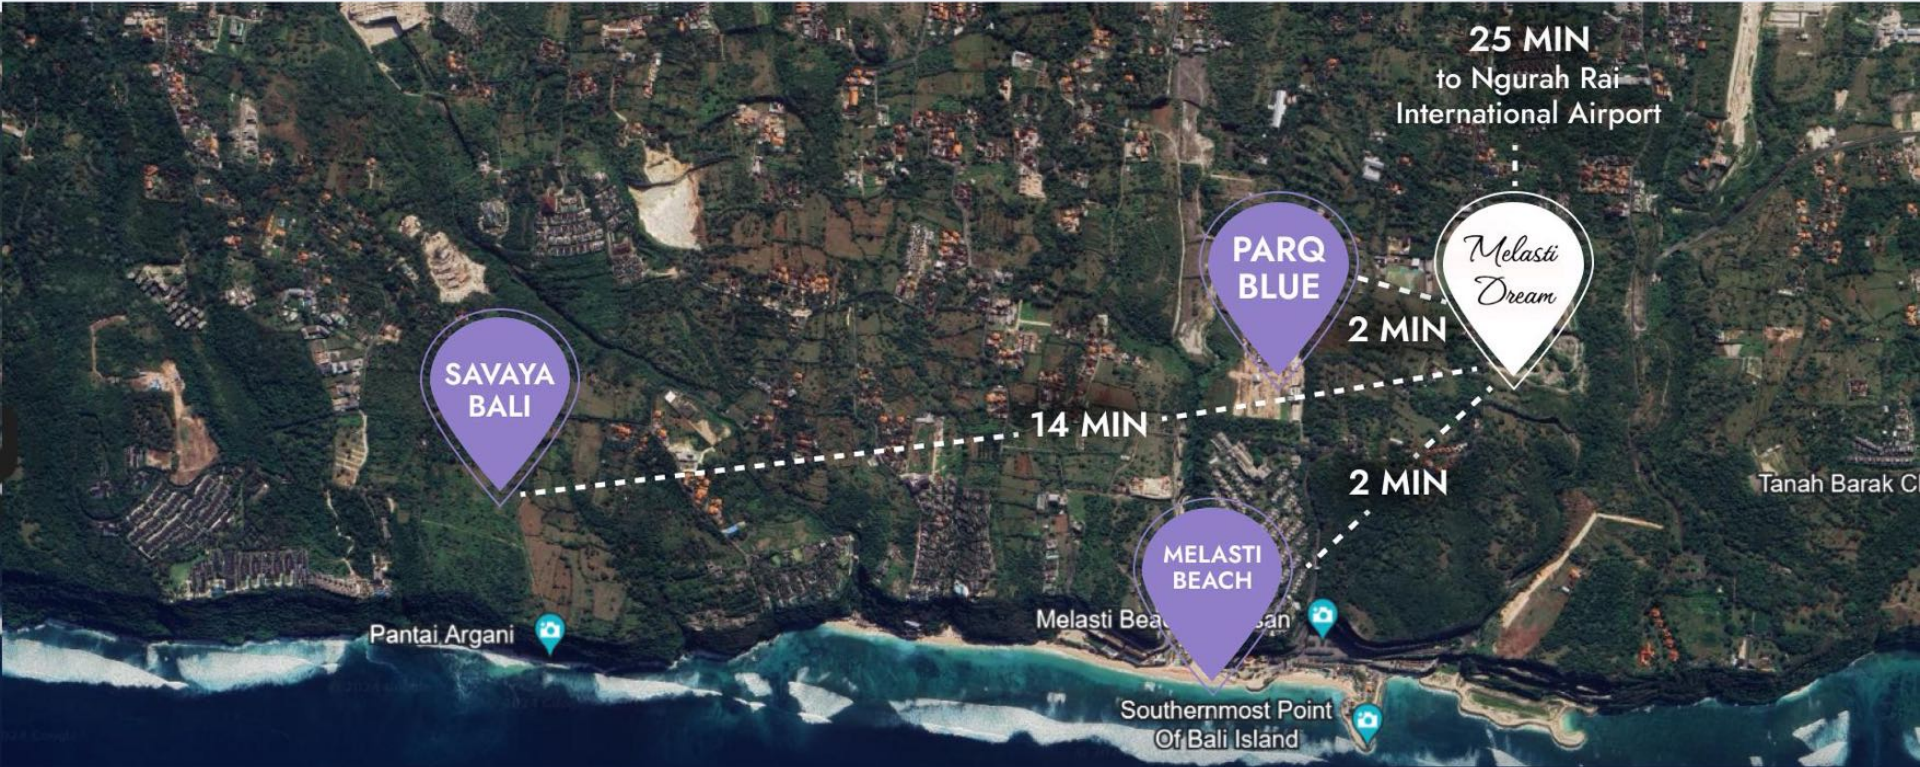 25 MIN
to Ngurah Rai
International Airport
PARQ
BLUE
Melasti
Dream
2 MIN
SAVAYA
BALI
14 MIN
2 MIN
Tanah Barak
MELASTI
BEACH
Melasti
Pantai Argani
Southernmost Point
Of Bali Island